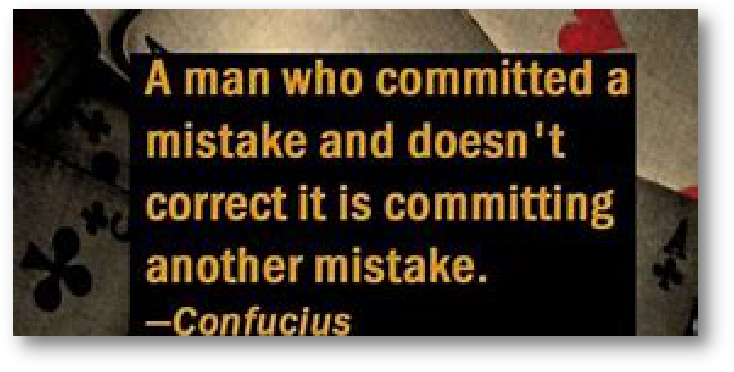 A man who committed a
mistake and doesn't
correct it is committing
another mistake.
—Confucius